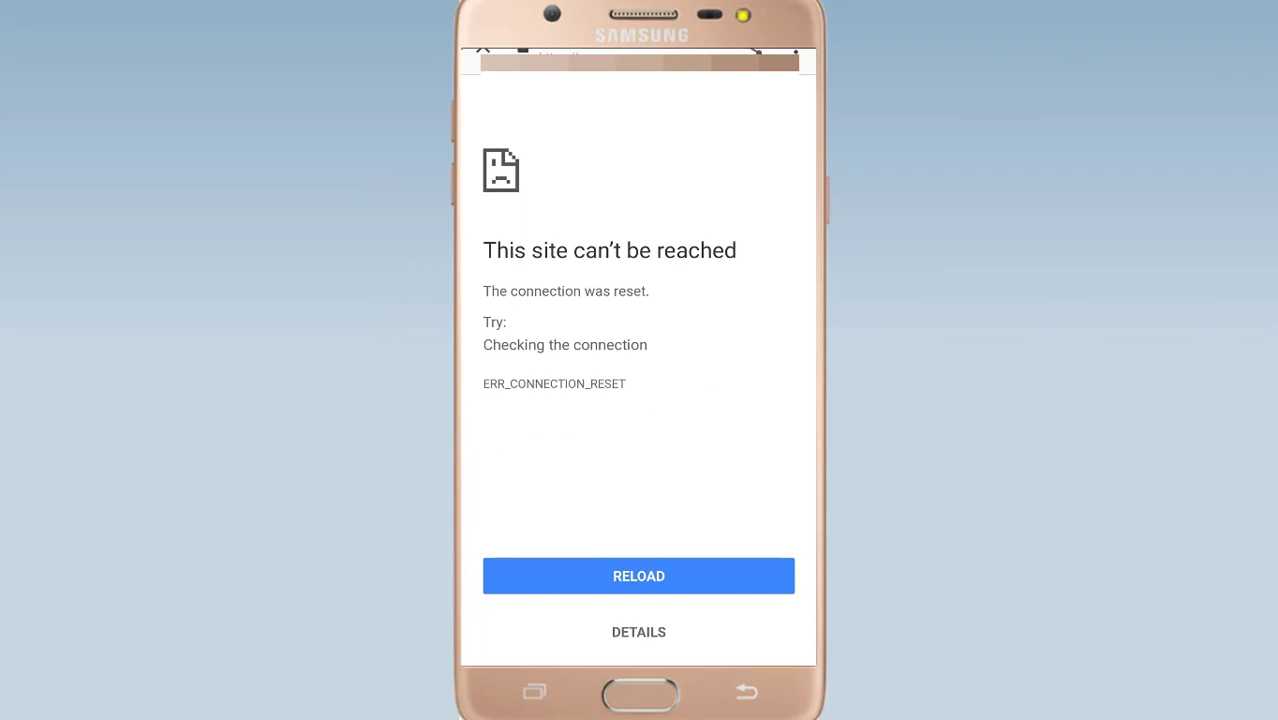 SAMSUNG
This site can't be reached
The connection was reset.
Try:
Checking the connection
ERR_CONNECTION_RESET
RELOAD
DETAILS